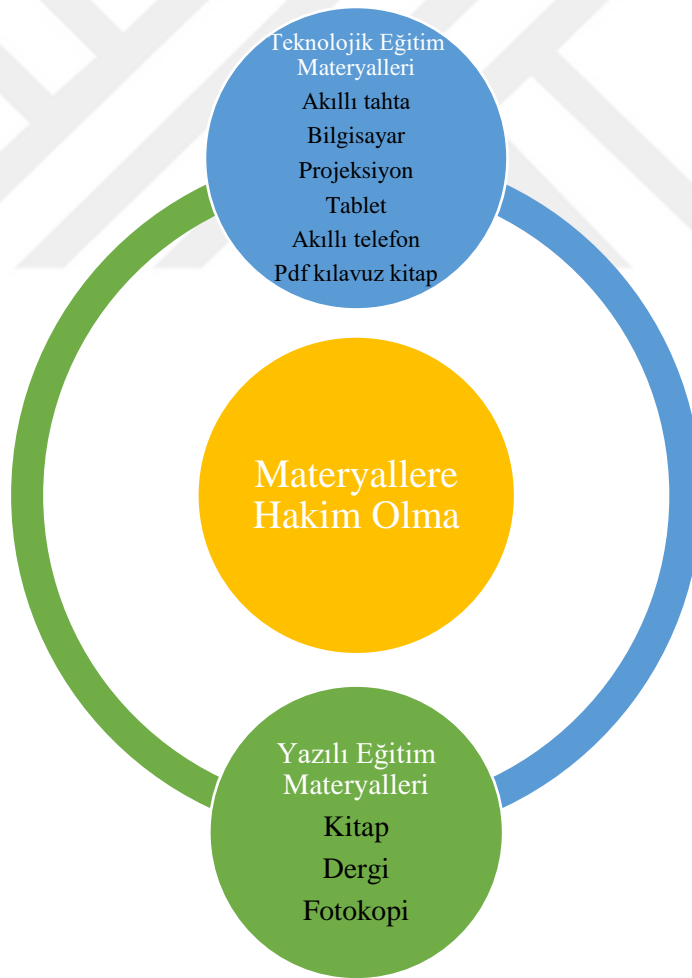 Teknolojik Eğitim
Materyalleri
Akıllı tahta
Bilgisayar
Projeksiyon
Tablet
Akıllı telefon
Pdf kılavuz kitap
Materyallere
Hakim Olma
Yazılı Eğitim
Materyalleri
Kitap
Dergi
Fotokopi